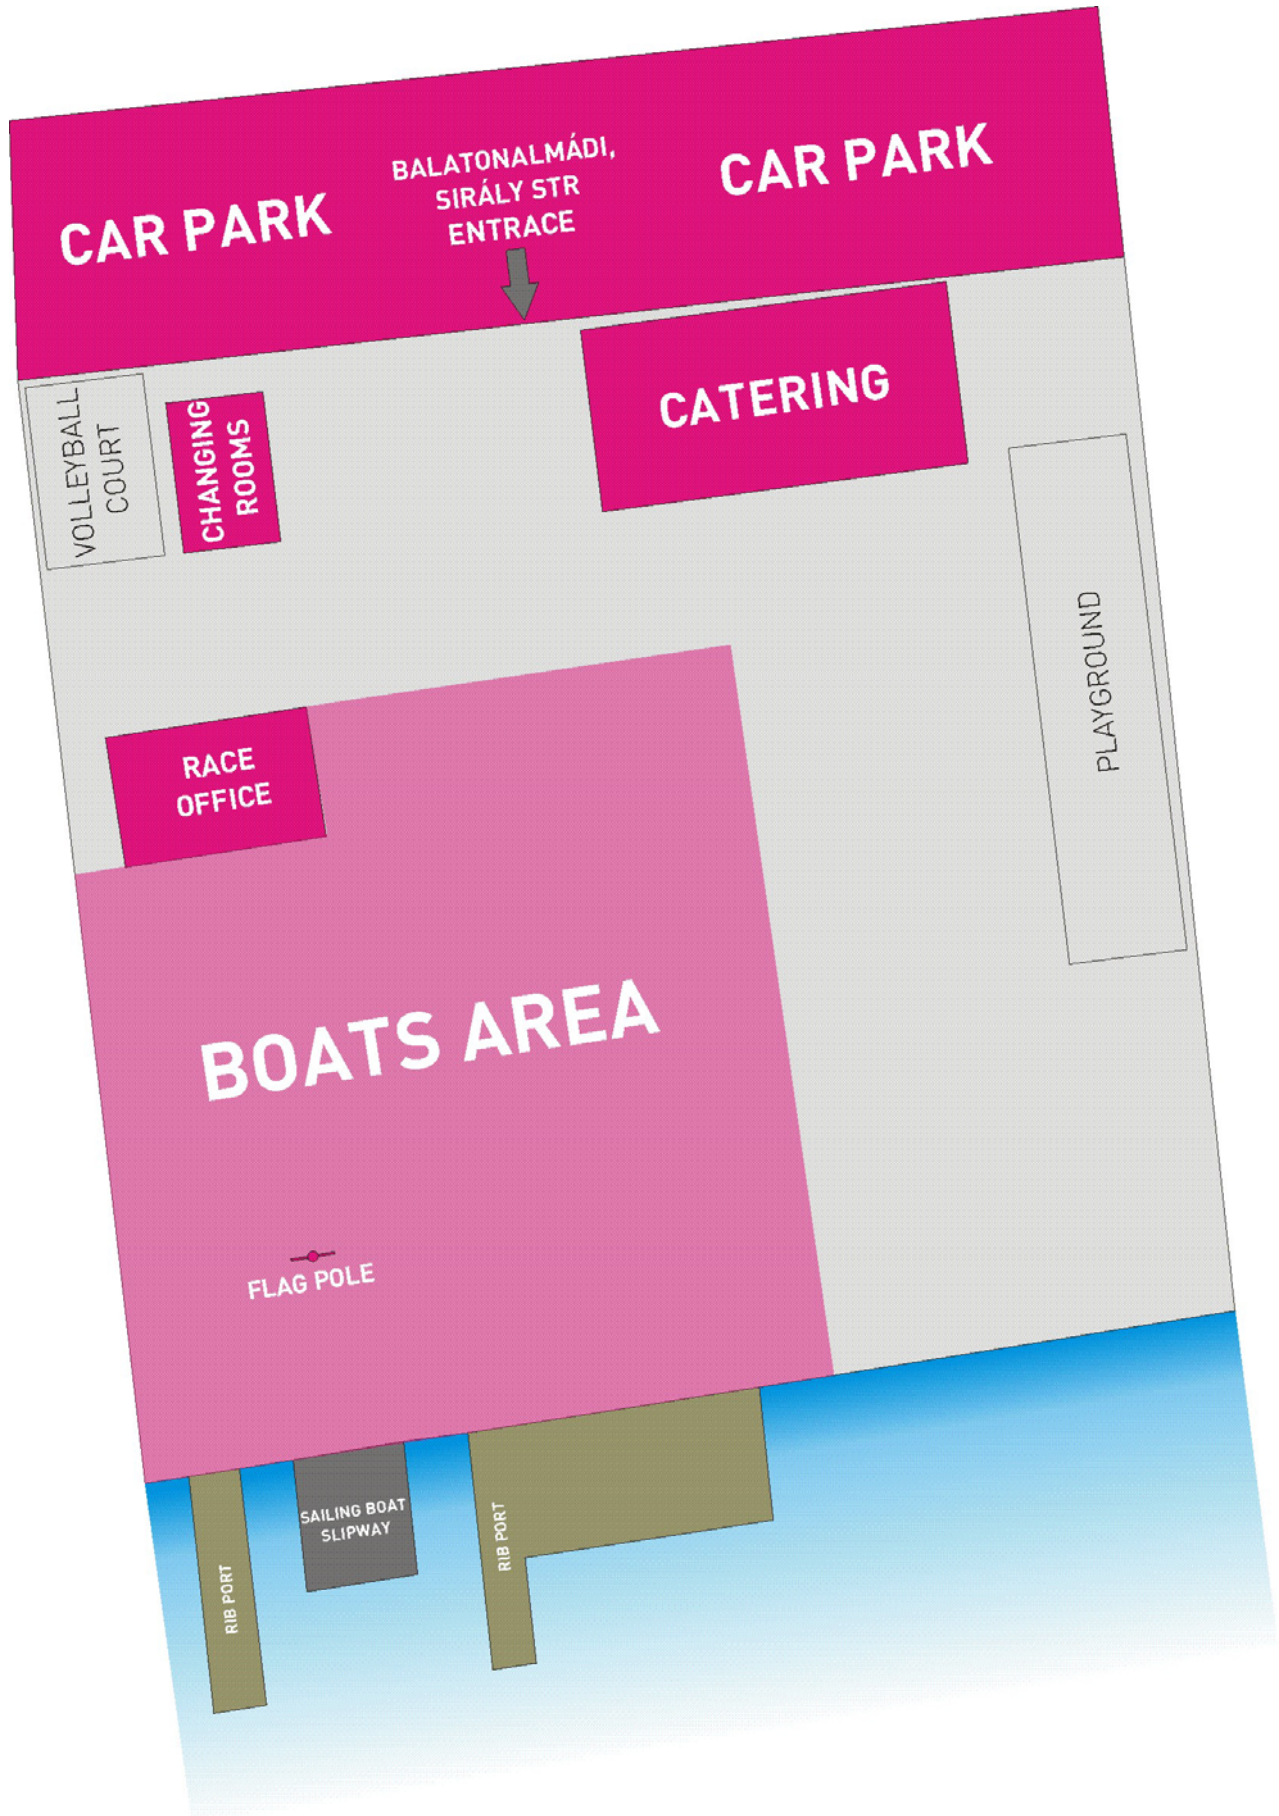 CAR PARK
BALATONALMÁDI,
SIRÁLY STR
ENTRACE
CAR PARK
VOLLEYBALL
COURT
CHANGING
ROOMS
CATERING
PLAYGROUND
RACE
OFFICE
BOATS AREA
FLAG POLE
RIB PORT
SAILING BOAT
SLIPWAY
RIB PORT